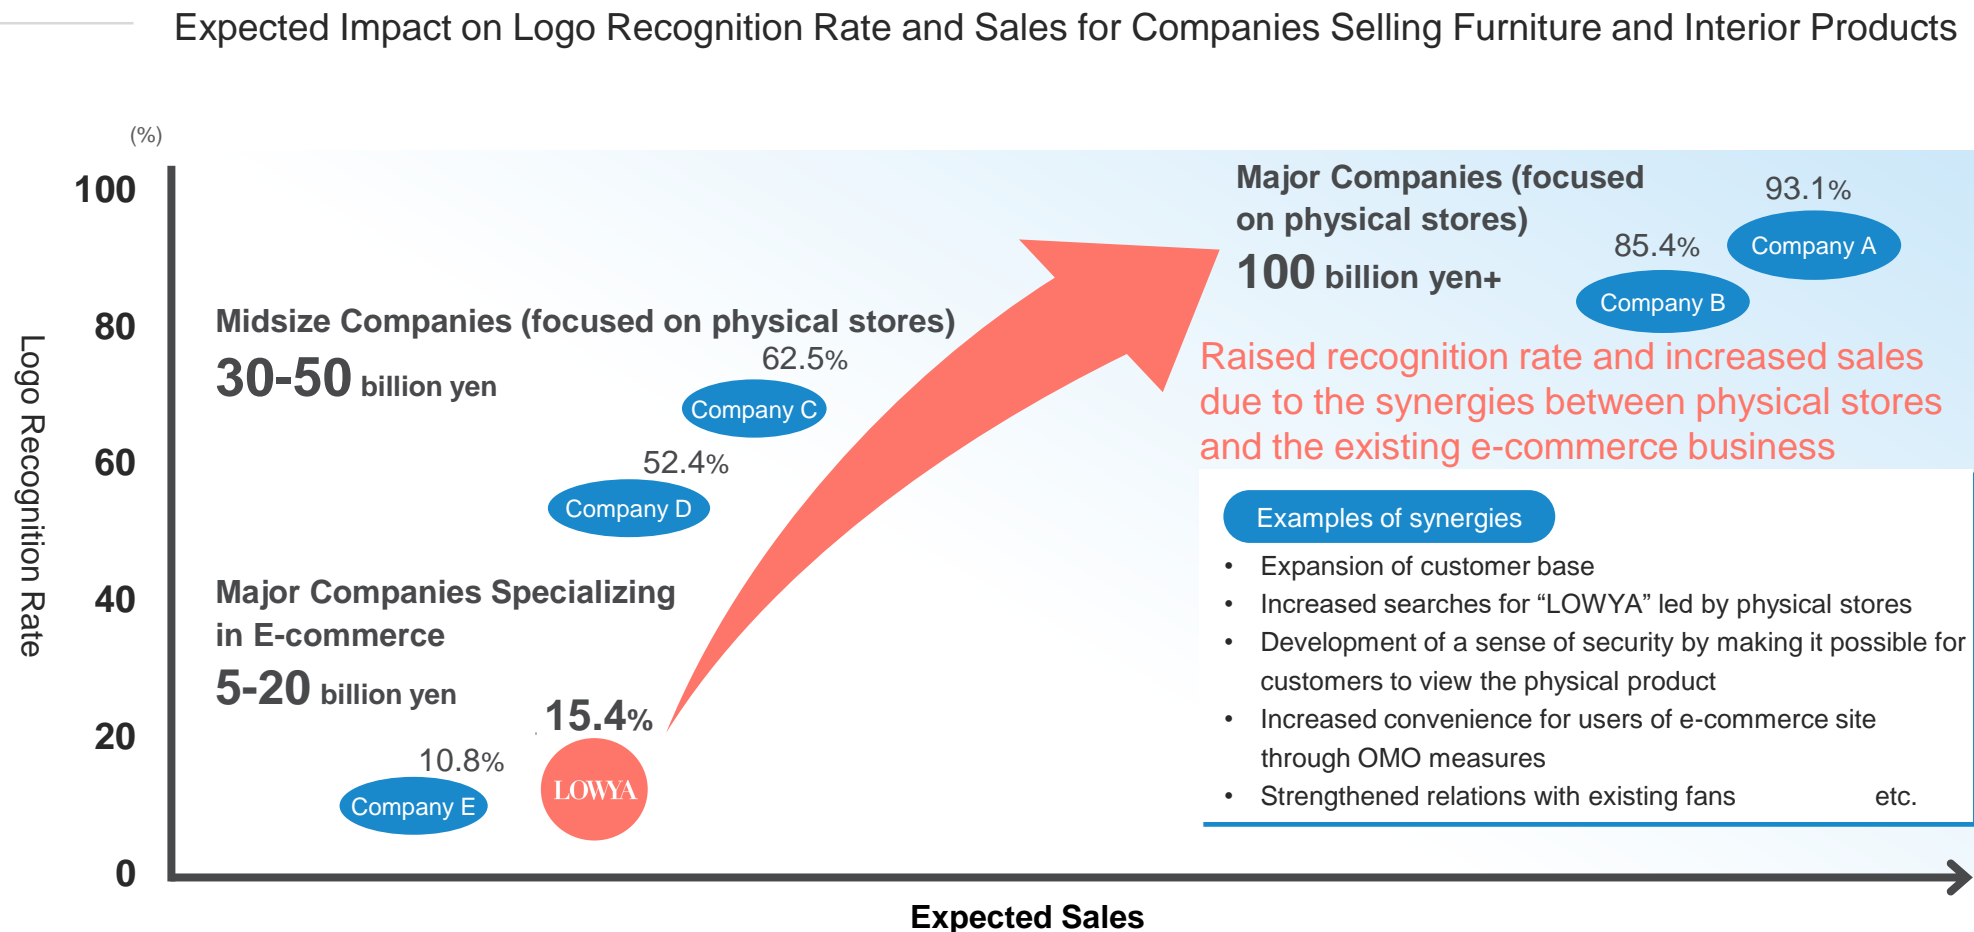 Expected Impact on Logo Recognition Rate and Sales for Companies Selling Furniture and Interior Products
(%)
100
80
60
40
20
0
Logo Recognition Rate
Expected Sales
Major Companies (focused
on physical stores)
100 billion yen+
93.1%
Company A
85.4%
Company B
Midsize Companies (focused on physical stores)
30-50 billion yen
62.5%
Company C
52.4%
Company D
Major Companies Specializing
in E-commerce
5-20 billion yen
15.4%
LOWYA
10.8%
Company E
Raised recognition rate and increased sales
due to the synergies between physical stores
and the existing e-commerce business
Examples of synergies
• Expansion of customer base
• Increased searches for “LOWYA” led by physical stores
• Development of a sense of security by making it possible for
customers to view the physical product
• Increased convenience for users of e-commerce site
through OMO measures
• Strengthened relations with existing fans etc.